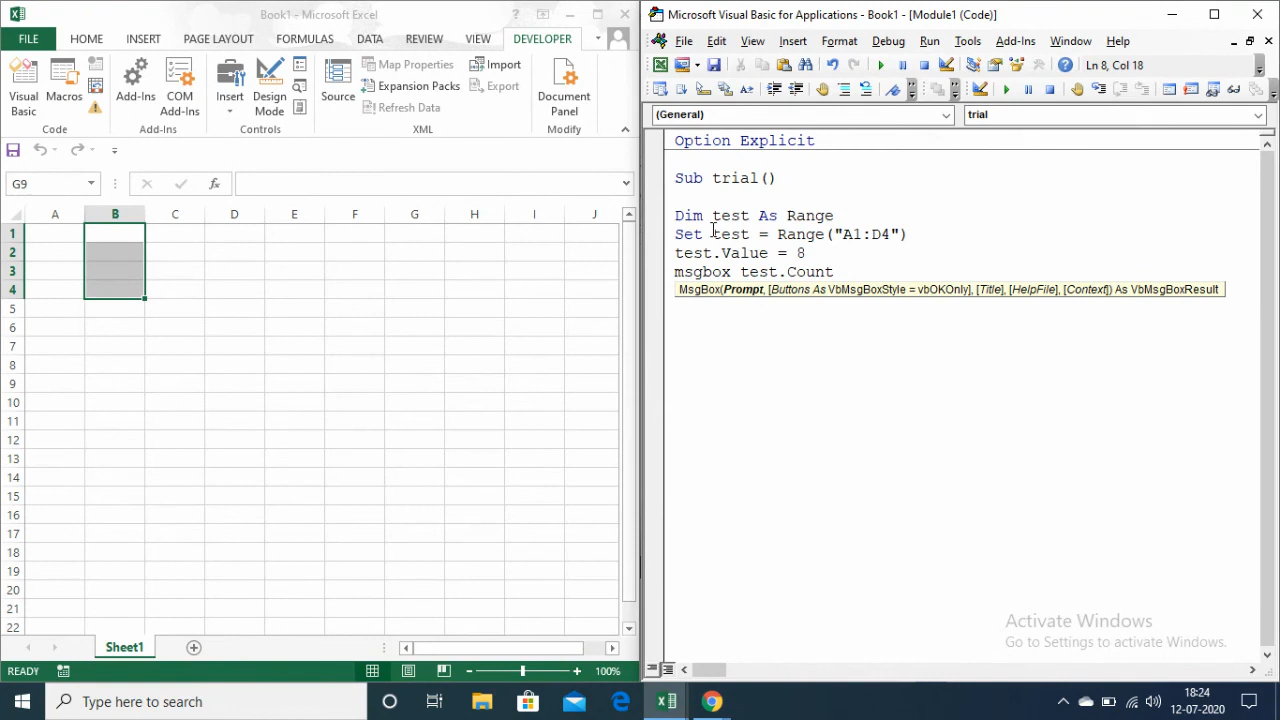 Book1 - Microsoft Excel
FILE HOME INSERT PAGE LAYOUT FORMULAS DATA REVIEW VIEW DEVELOPER
Visual Basic
Macros
Code
Add-Ins
COM Add-Ins
Add-Ins
Insert
Design Mode
Controls
Source
Map Properties
Expansion Packs
Refresh Data
Import
Export
XML
Document Panel
Modify
G9
A B C D E F G H I J
1
2
3
4
5
6
7
8
9
10
11
12
13
14
15
16
17
18
19
20
21
22
Sheet1
READY
100%
Microsoft Visual Basic for Applications - Book1 - [Module1 (Code)]
File Edit View Insert Format Debug Run Tools Add-Ins Window Help
Ln 8, Col 18
(General) trial
Option Explicit
Sub trial()
Dim test As Range
Set test = Range("A1:D4")
test.Value = 8
msgbox test.Count
MsgBox(Prompt, [Buttons As VbMsgBoxStyle = vbOKOnly], [Title], [HelpFile], [Context]) As VbMsgBoxResult
Activate Windows
Go to Settings to activate Windows.
Type here to search
18:24
12-07-2020